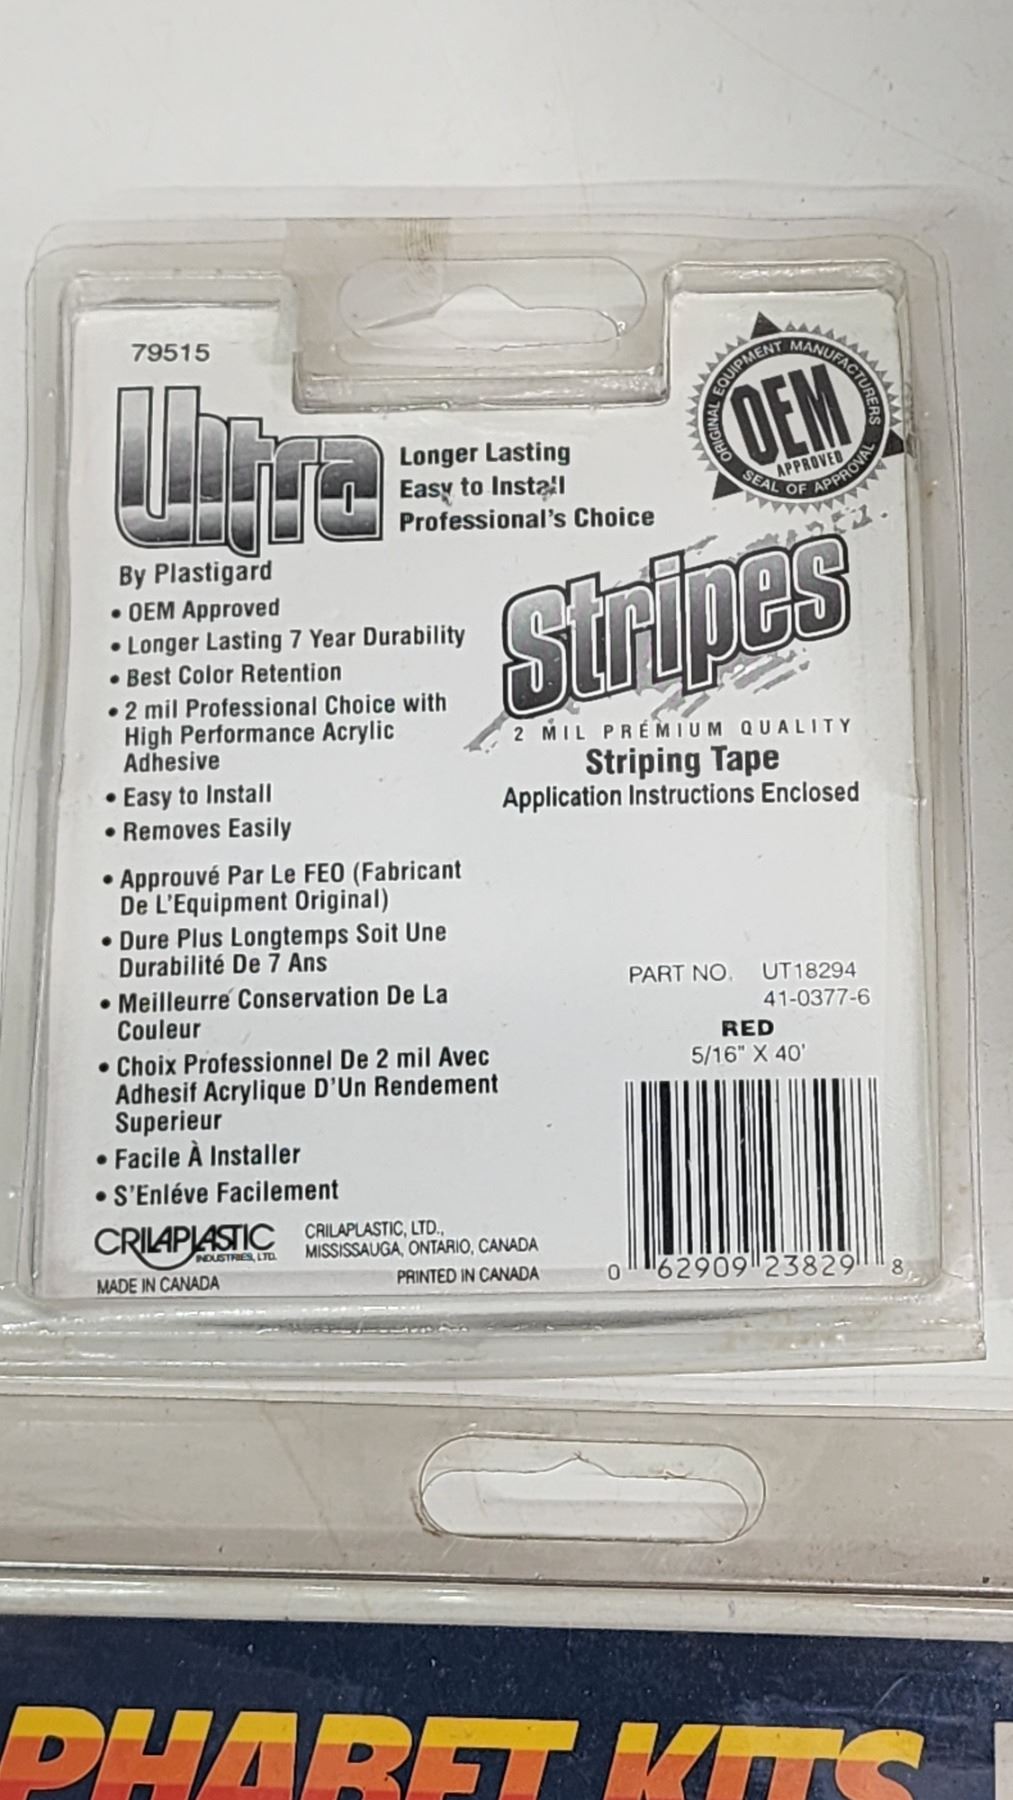 79515
Ultra
Longer Lasting
Easy to Install
Professional's Choice
By Plastigard
ORIGINAL EQUIPMENT MANUFACTURERS
OEM
APPROVED
SEAL OF APPROVAL
Stripes
2 MIL PRÉMIUM QUALITY
Striping Tape
Application Instructions Enclosed
• OEM Approved
• Longer Lasting 7 Year Durability
• Best Color Retention
• 2 mil Professional Choice with
High Performance Acrylic
Adhesive
• Easy to Install
• Removes Easily
• Approuvé Par Le FEO (Fabricant
De L'Equipment Original)
• Dure Plus Longtemps Soit Une
Durabilité De 7 Ans
• Meilleurre Conservation De La
Couleur
• Choix Professionnel De 2 mil Avec
Adhesif Acrylique D'Un Rendement
Superieur
• Facile À Installer
• S'Enléve Facilement
PART NO. UT18294
41-0377-6
RED
5/16" X 40'
0 62909 23829 8
CRILAPLASTIC
INDUSTRIES, LTD.
MADE IN CANADA
CRILAPLASTIC, LTD.,
MISSISSAUGA, ONTARIO, CANADA
PRINTED IN CANADA
PHABET KITS